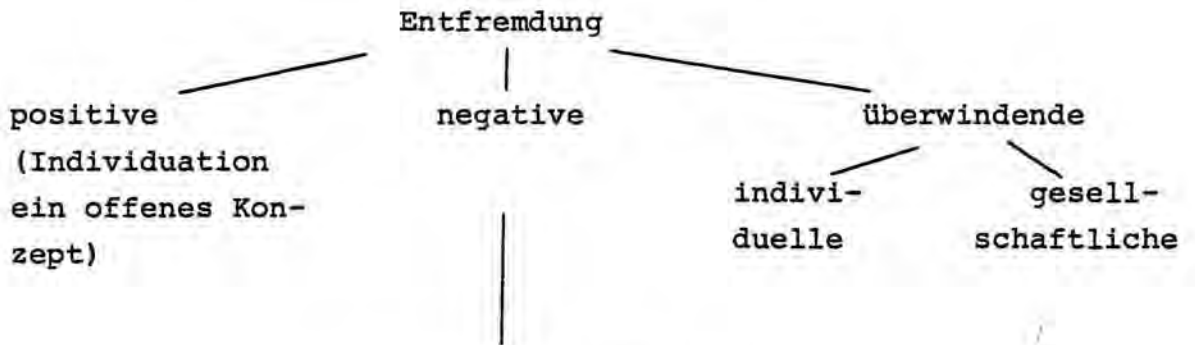 Entfremdung
positive
(Individuation
ein offenes Kon-
zept)
negative
überwindende
indivi-
duelle
gesell-
schaftliche